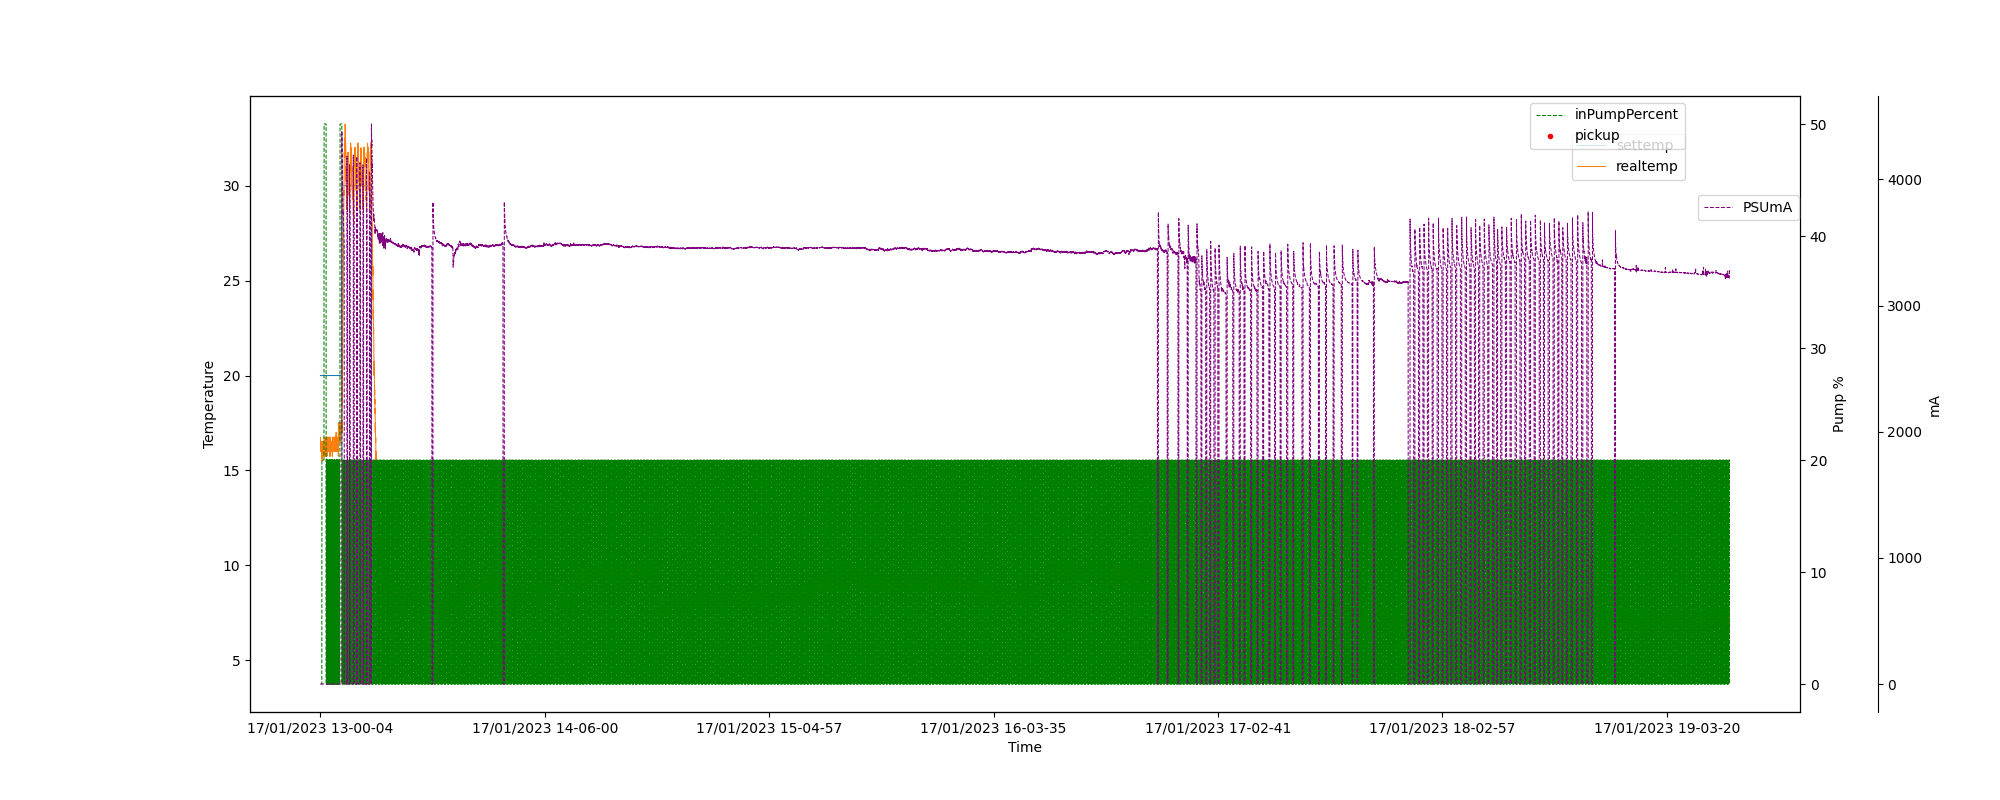 inPumpPercent
pickup
settemp
realtemp
PSUmA
Temperature
30
25
20
15
10
5
50
40
30
20
10
0
Pump %
4000
3000
2000
1000
0
mA
17/01/2023 13-00-04
17/01/2023 14-06-00
17/01/2023 15-04-57
17/01/2023 16-03-35
17/01/2023 17-02-41
17/01/2023 18-02-57
17/01/2023 19-03-20
Time